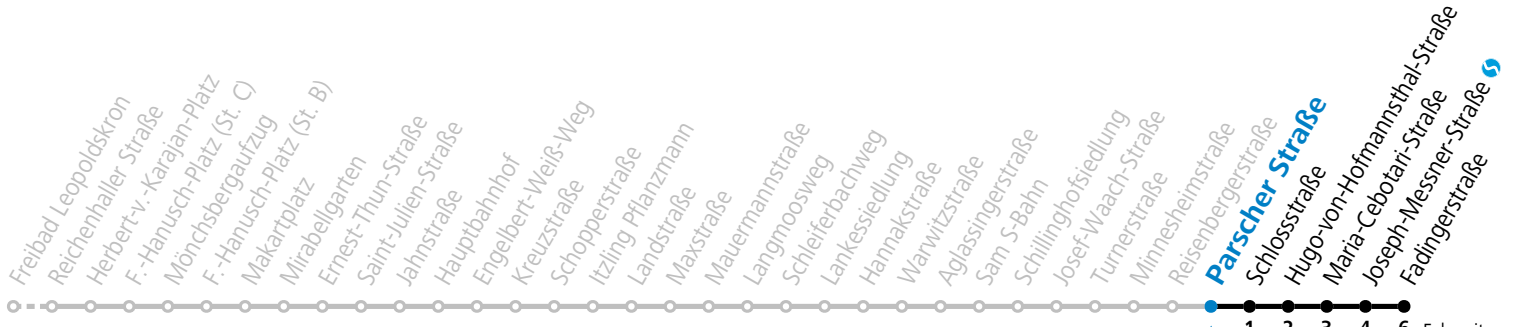 Freibad Leopoldskron
Reichenhaller Straße
Herbert-v.-Karajan-Platz
F.-Hanusch-Platz (St. C)
Mönchsbergaufzug
F.-Hanusch-Platz (St. B)
Makartplatz
Mirabellgarten
Ernest-Thun-Straße
Saint-Julien-Straße
Jahnstraße
Hauptbahnhof
Engelbert-Weiß-Weg
Kreuzstraße
Schopperstraße
Itzling Pflanzmann
Landstraße
Maxstraße
Mauermannstraße
Langmoosweg
Schleiferbachweg
Lankessiedlung
Hannakstraße
Warwitzstraße
Aglassingerstraße
Sam S-Bahn
Schillinghofsiedlung
Josef-Waach-Straße
Turnerstraße
Minnesheimstraße
Reisenbergerstraße
Parscher Straße
Schlossstraße
Hugo-von-Hofmannsthal-Straße
Maria-Cebotari-Straße
Joseph-Messner-Straße
Fadingerstraße
1 2 3 4 6